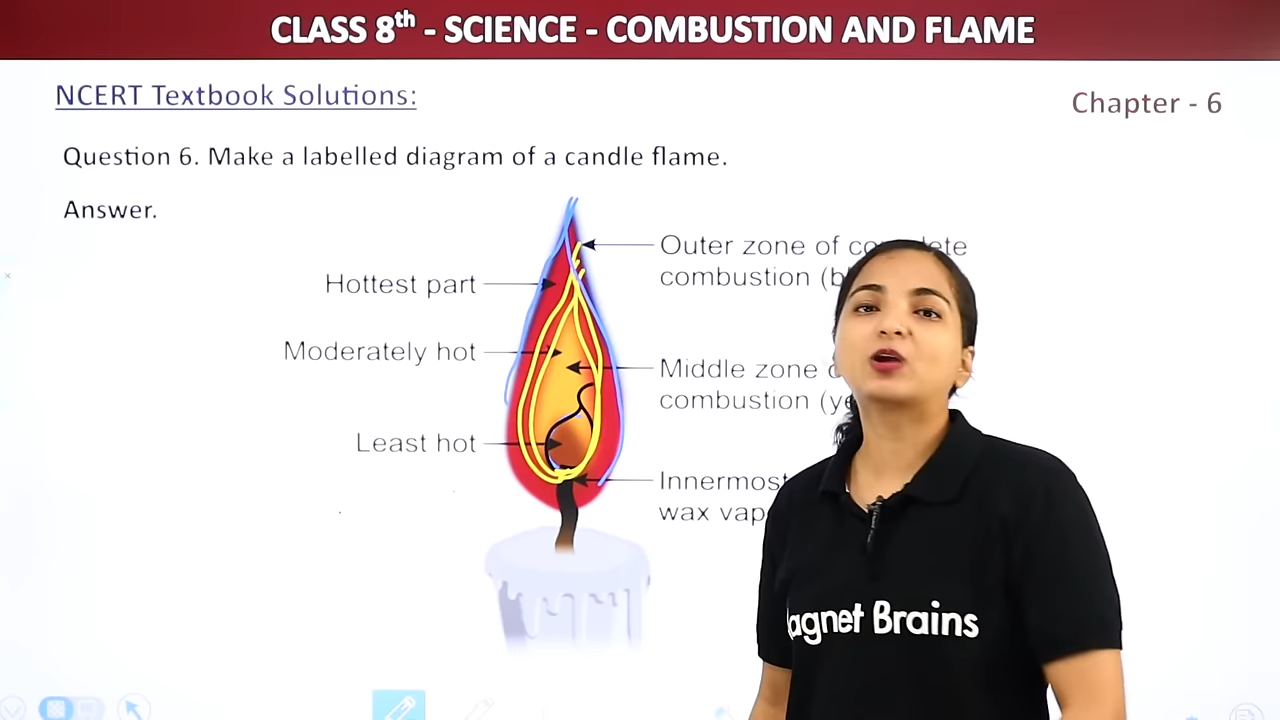 CLASS 8th - SCIENCE - COMBUSTION AND FLAME
NCERT Textbook Solutions:
Chapter - 6
Question 6. Make a labelled diagram of a candle flame.
Answer.
Outer zone of
combustion
Hottest part
Moderately hot
Middle zone
combustion
Least hot
Innermost
wax
agnet Brains